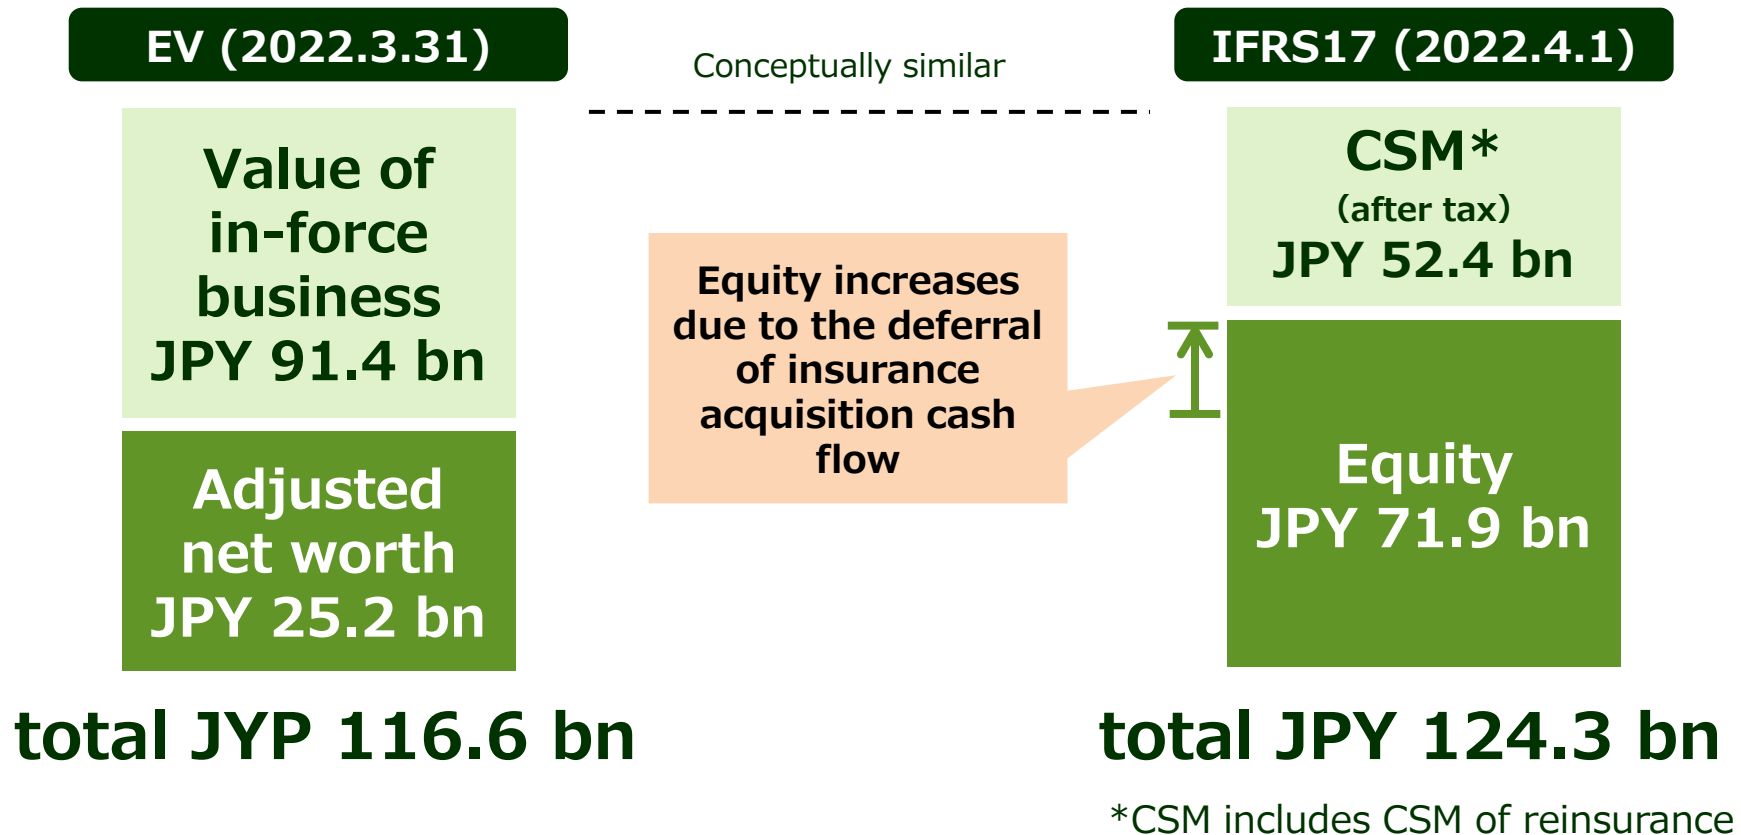 EV (2022.3.31)
Value of
in-force
business
JPY 91.4 bn
Adjusted
net worth
JPY 25.2 bn
total JYP 116.6 bn
Conceptually similar
Equity increases
due to the deferral
of insurance
acquisition cash
flow
IFRS17 (2022.4.1)
CSM*
(after tax)
JPY 52.4 bn
Equity
JPY 71.9 bn
total JPY 124.3 bn
*CSM includes CSM of reinsurance